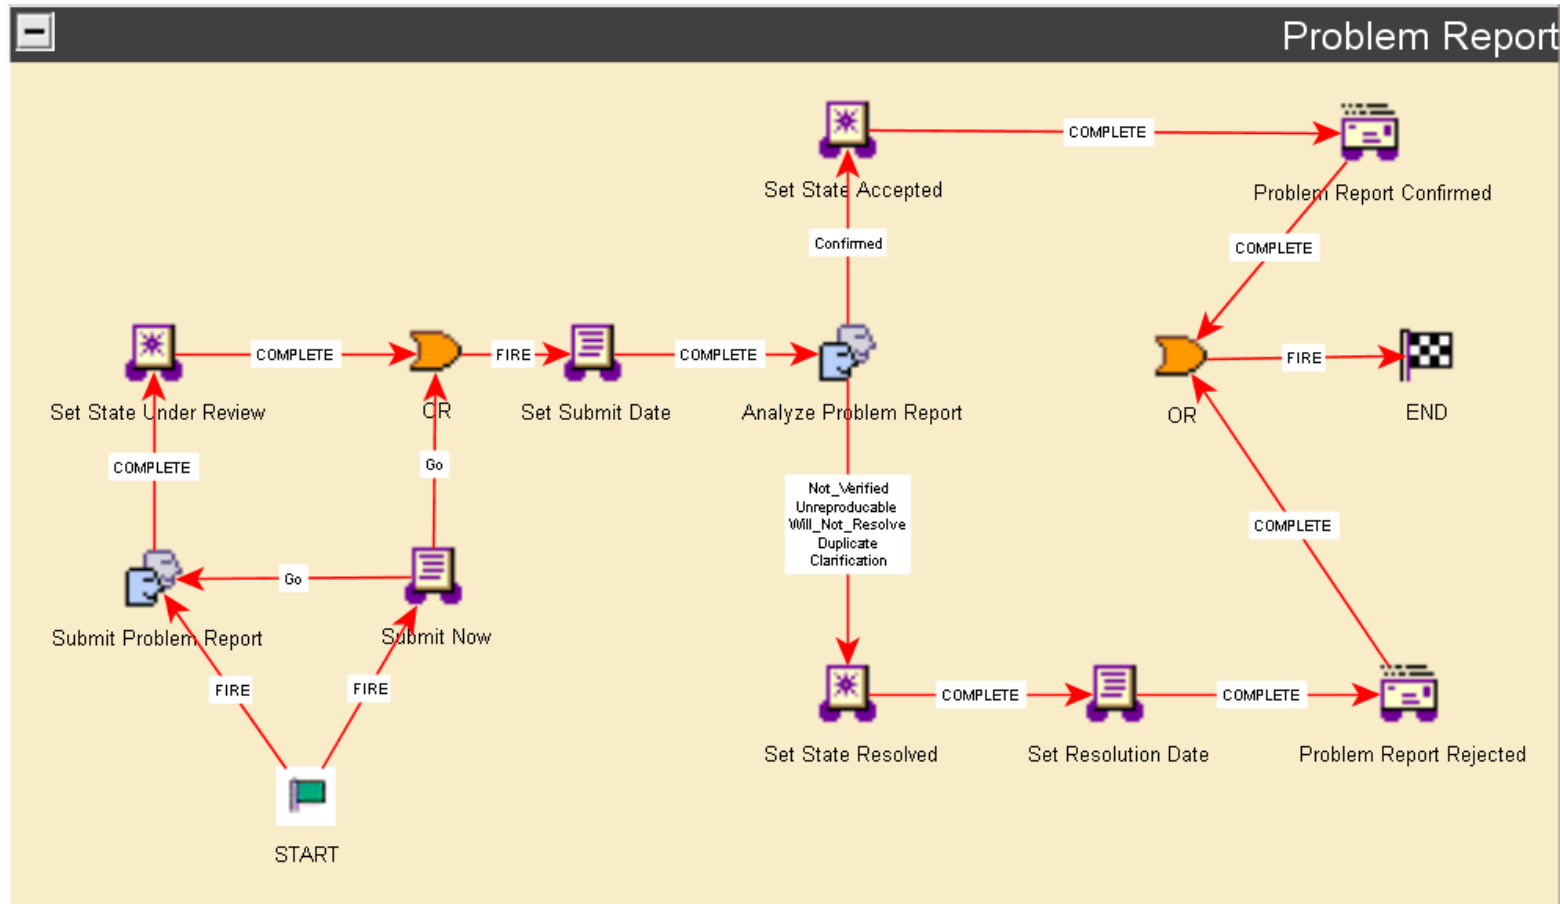 Problem Report
COMPLETE
Set State Accepted
Problem Report Confirmed
Confirmed
COMPLETE
COMPLETE
FIRE
COMPLETE
FIRE
Set State Under Review
OR
Set Submit Date
Analyze Problem Report
OR
END
COMPLETE
Go
Not_Verified
Unreproducable
Will_Not_Resolve
Duplicate
Clarification
COMPLETE
Go
Submit Problem Report
Submit Now
FIRE
FIRE
COMPLETE
COMPLETE
Set State Resolved
Set Resolution Date
Problem Report Rejected
START